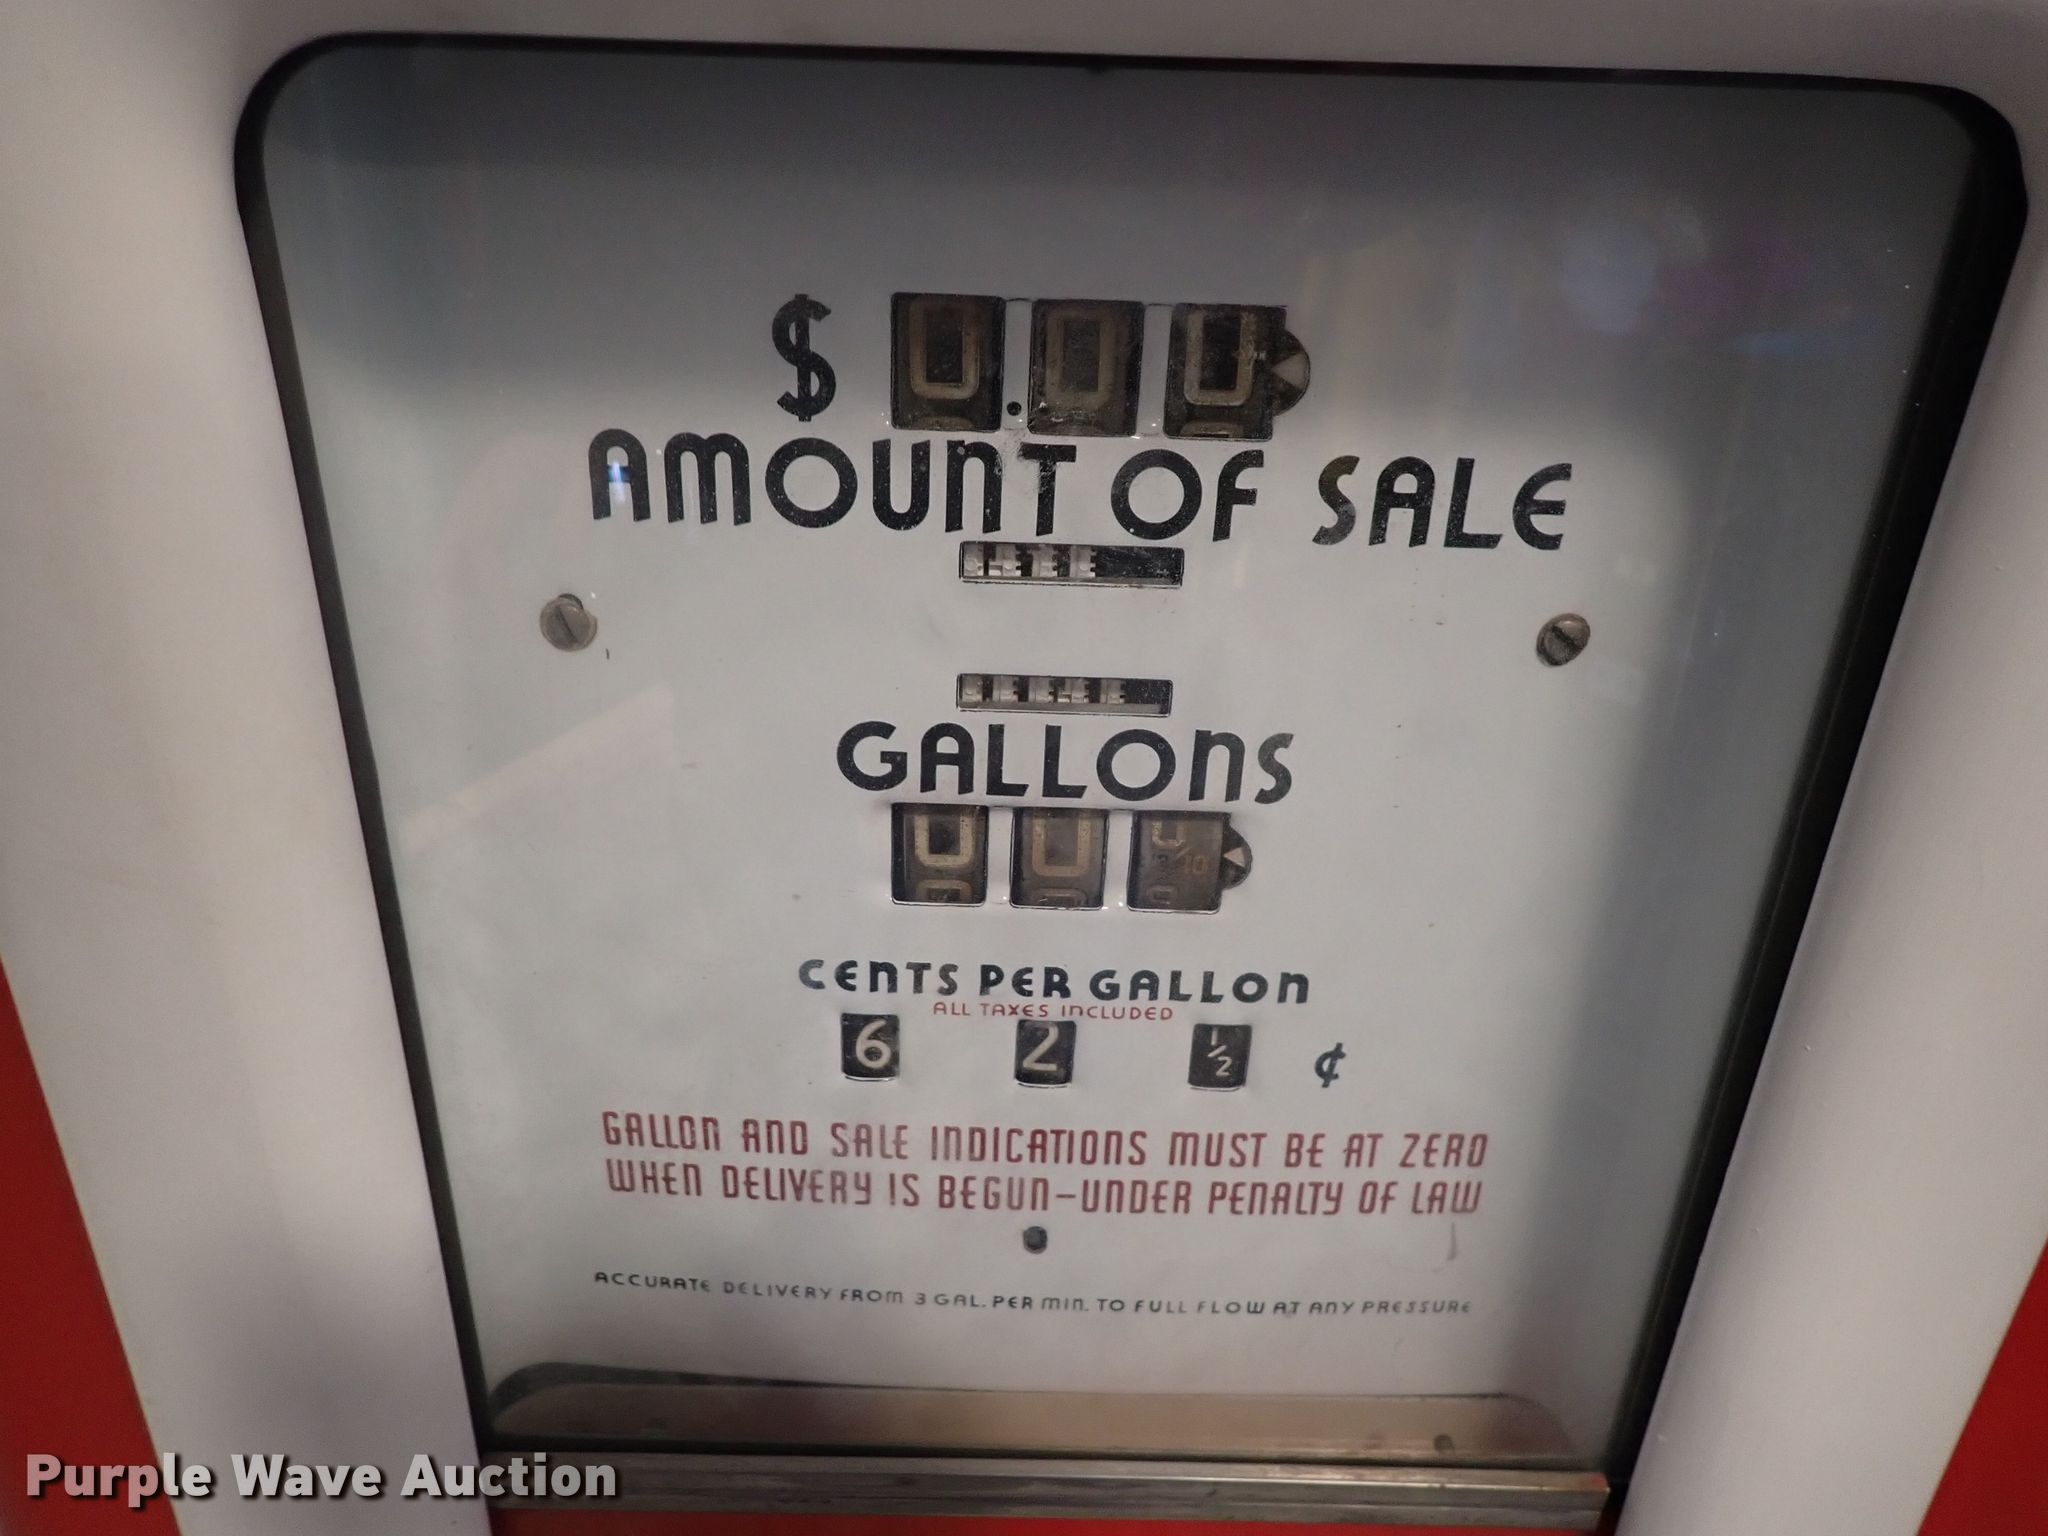 $ 0.00
AMOUNT OF SALE
GALLONS
0 0
CENTS PER GALLON
ALL TAXES INCLUDED
6 2 1/2 ¢
GALLON AND SALE INDICATIONS MUST BE AT ZERO
WHEN DELIVERY IS BEGUN-UNDER PENALTY OF LAW
ACCURATE DELIVERY FROM 3 GAL. PER MIN. TO FULL FLOW AT ANY PRESSURE
Purple Wave Auction